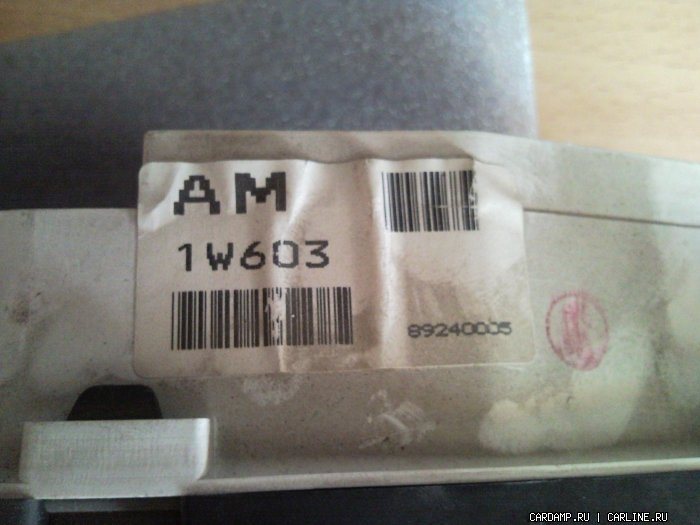 AM
1W603
89240005
CARDAMP.RU | CARLINE.RU